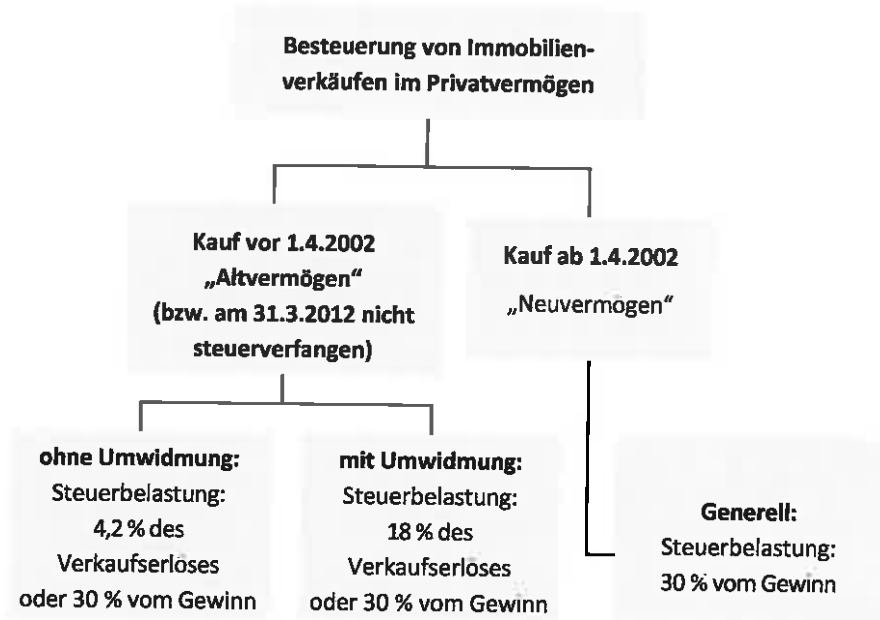 Besteuerung von Immobilien-
verkäufen im Privatvermögen
Kauf vor 1.4.2002
„Altvermögen“
(bzw. am 31.3.2012 nicht
steuerverfangen)
Kauf ab 1.4.2002
„Neuvermögen“
ohne Umwidmung:
Steuerbelastung:
4,2 % des
Verkaufserlöses
oder 30 % vom Gewinn
mit Umwidmung:
Steuerbelastung:
18 % des
Verkaufserlöses
oder 30 % vom Gewinn
Generell:
Steuerbelastung:
30 % vom Gewinn